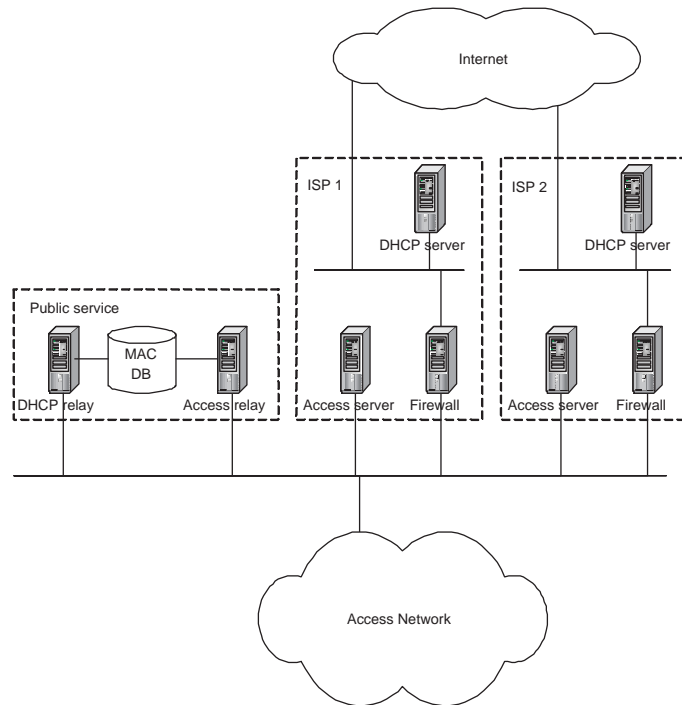 Internet
ISP 1
ISP 2
DHCP server
DHCP server
Public service
MAC
DB
DHCP relay
Access relay
Access server
Firewall
Access server
Firewall
Access Network